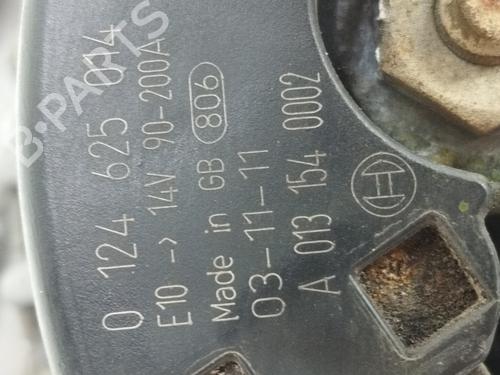 0 124 625 014
E10 -> 14V 90-200A
Made in GB 806
03-11-11
A 013 154 0002
B-PARTS